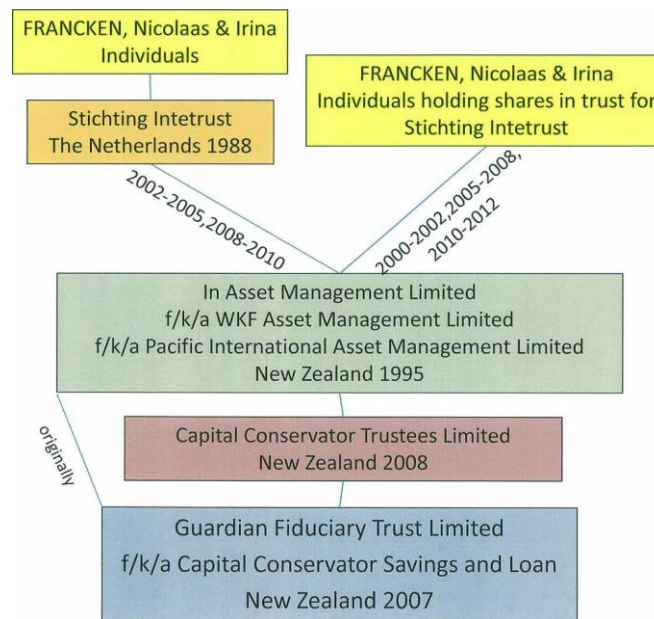 FRANCKEN, Nicolaas & Irina
Individuals
FRANCKEN, Nicolaas & Irina
Individuals holding shares in trust for
Stichting Intetrust
Stichting Intetrust
The Netherlands 1988
2002-2005,2008-2010
2000-2002,2005-2008,
2010-2012
In Asset Management Limited
f/k/a WKF Asset Management Limited
f/k/a Pacific International Asset Management Limited
New Zealand 1995
originally
Capital Conservator Trustees Limited
New Zealand 2008
Guardian Fiduciary Trust Limited
f/k/a Capital Conservator Savings and Loan
New Zealand 2007